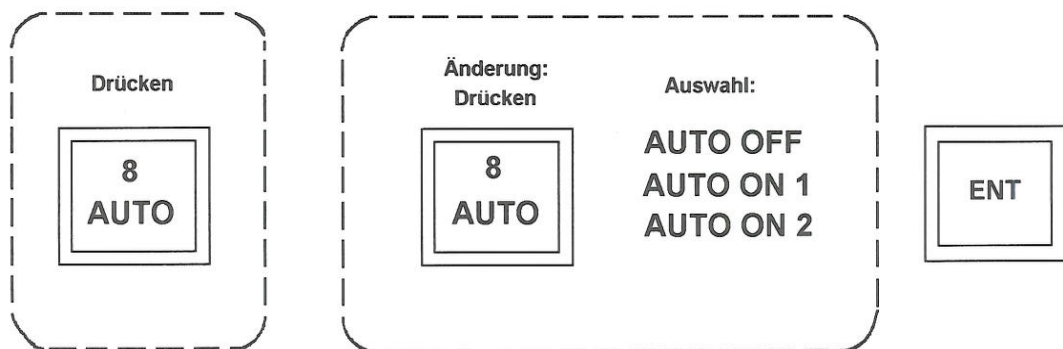 Drücken
8
AUTO
Änderung:
Drücken
8
AUTO
Auswahl:
AUTO OFF
AUTO ON 1
AUTO ON 2
ENT